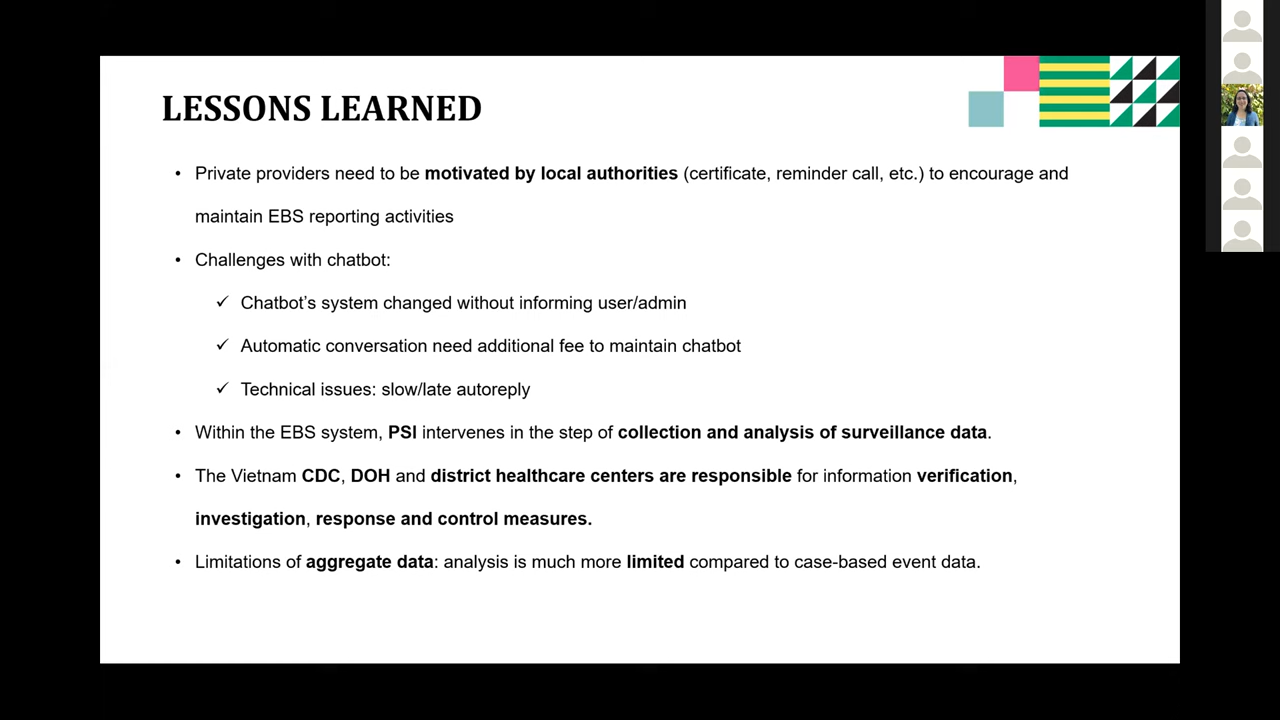 LESSONS LEARNED
• Private providers need to be motivated by local authorities (certificate, reminder call, etc.) to encourage and
maintain EBS reporting activities
• Challenges with chatbot:
✓ Chatbot’s system changed without informing user/admin
✓ Automatic conversation need additional fee to maintain chatbot
✓ Technical issues: slow/late autoreply
• Within the EBS system, PSI intervenes in the step of collection and analysis of surveillance data.
• The Vietnam CDC, DOH and district healthcare centers are responsible for information verification,
investigation, response and control measures.
• Limitations of aggregate data: analysis is much more limited compared to case-based event data.